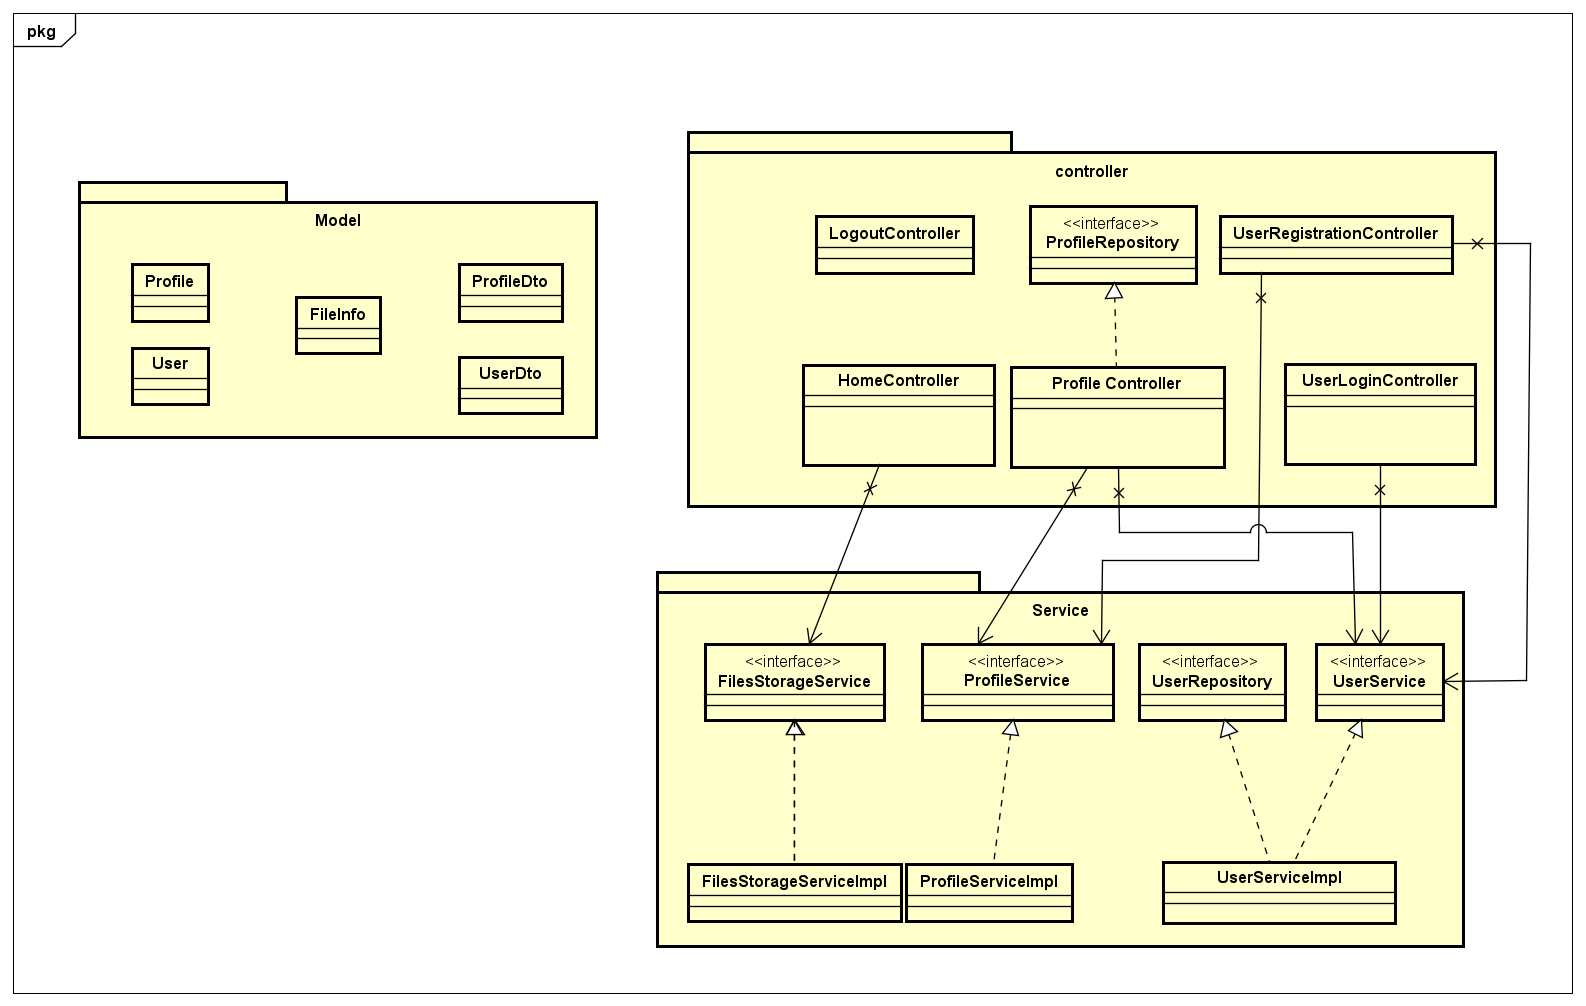 pkg
Model
Profile
FileInfo
ProfileDto
User
UserDto
controller
LogoutController
<<interface>>
ProfileRepository
UserRegistrationController
HomeController
Profile Controller
UserLoginController
Service
<<interface>>
FilesStorageService
<<interface>>
ProfileService
<<interface>>
UserRepository
<<interface>>
UserService
FilesStorageServiceImpl
ProfileServiceImpl
UserServiceImpl